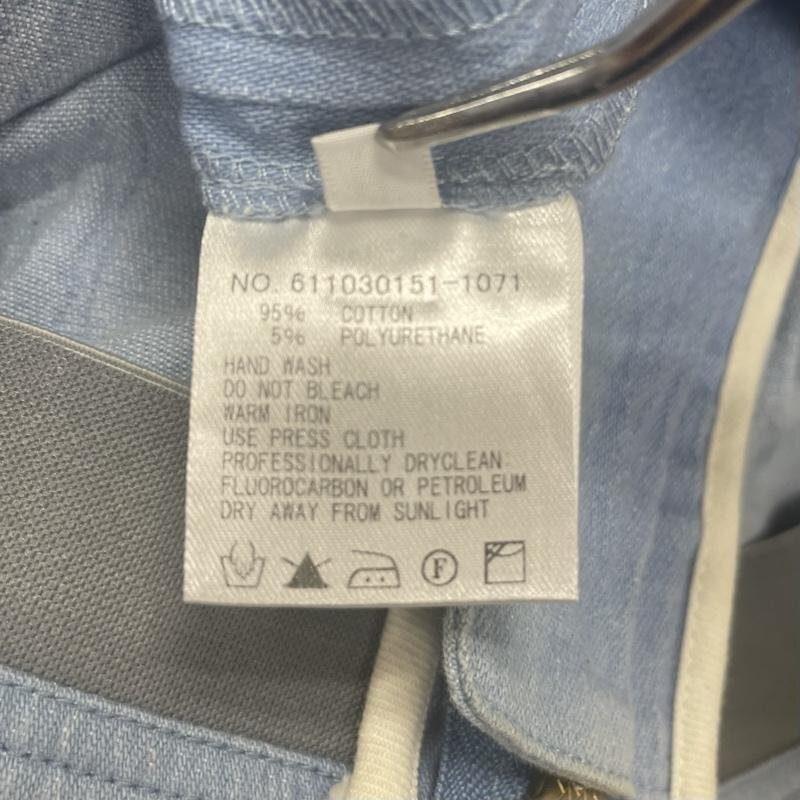 NO. 611030151-1071
95% COTTON
5% POLYURETHANE
HAND WASH
DO NOT BLEACH
WARM IRON
USE PRESS CLOTH
PROFESSIONALLY DRYCLEAN
FLUOROCARBON OR PETROLEUM
DRY AWAY FROM SUNLIGHT
F